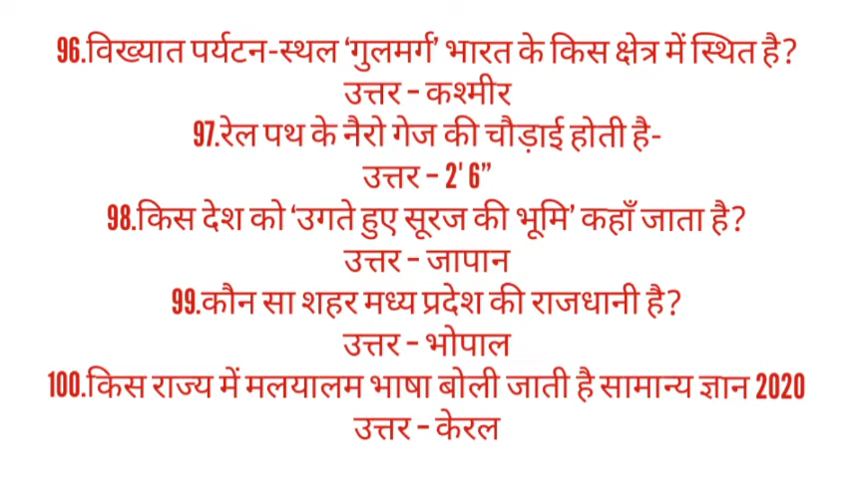 96.विख्यात पर्यटन-स्थल ‘गुलमर्ग’ भारत के किस क्षेत्र में स्थित है?
उत्तर – कश्मीर
97.रेल पथ के नैरो गेज की चौड़ाई होती है-
उत्तर – 2' 6”
98.किस देश को ‘उगते हुए सूरज की भूमि’ कहाँ जाता है?
उत्तर – जापान
99.कौन सा शहर मध्य प्रदेश की राजधानी है?
उत्तर – भोपाल
100.किस राज्य में मलयालम भाषा बोली जाती है सामान्य ज्ञान 2020
उत्तर – केरल